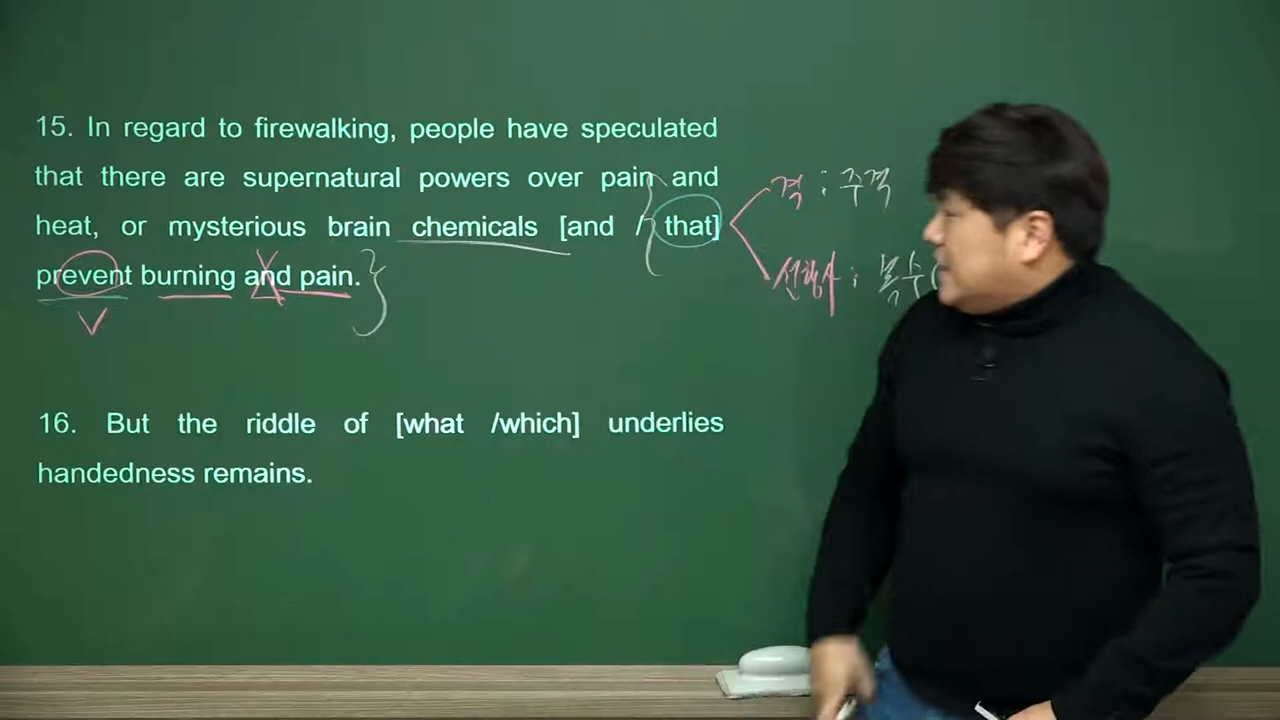 15. In regard to firewalking, people have speculated
that there are supernatural powers over pain and
heat, or mysterious brain chemicals [and / that]
prevent burning and pain.
격 : 주격
선행사 : 복수(
16. But the riddle of [what /which] underlies
handedness remains.